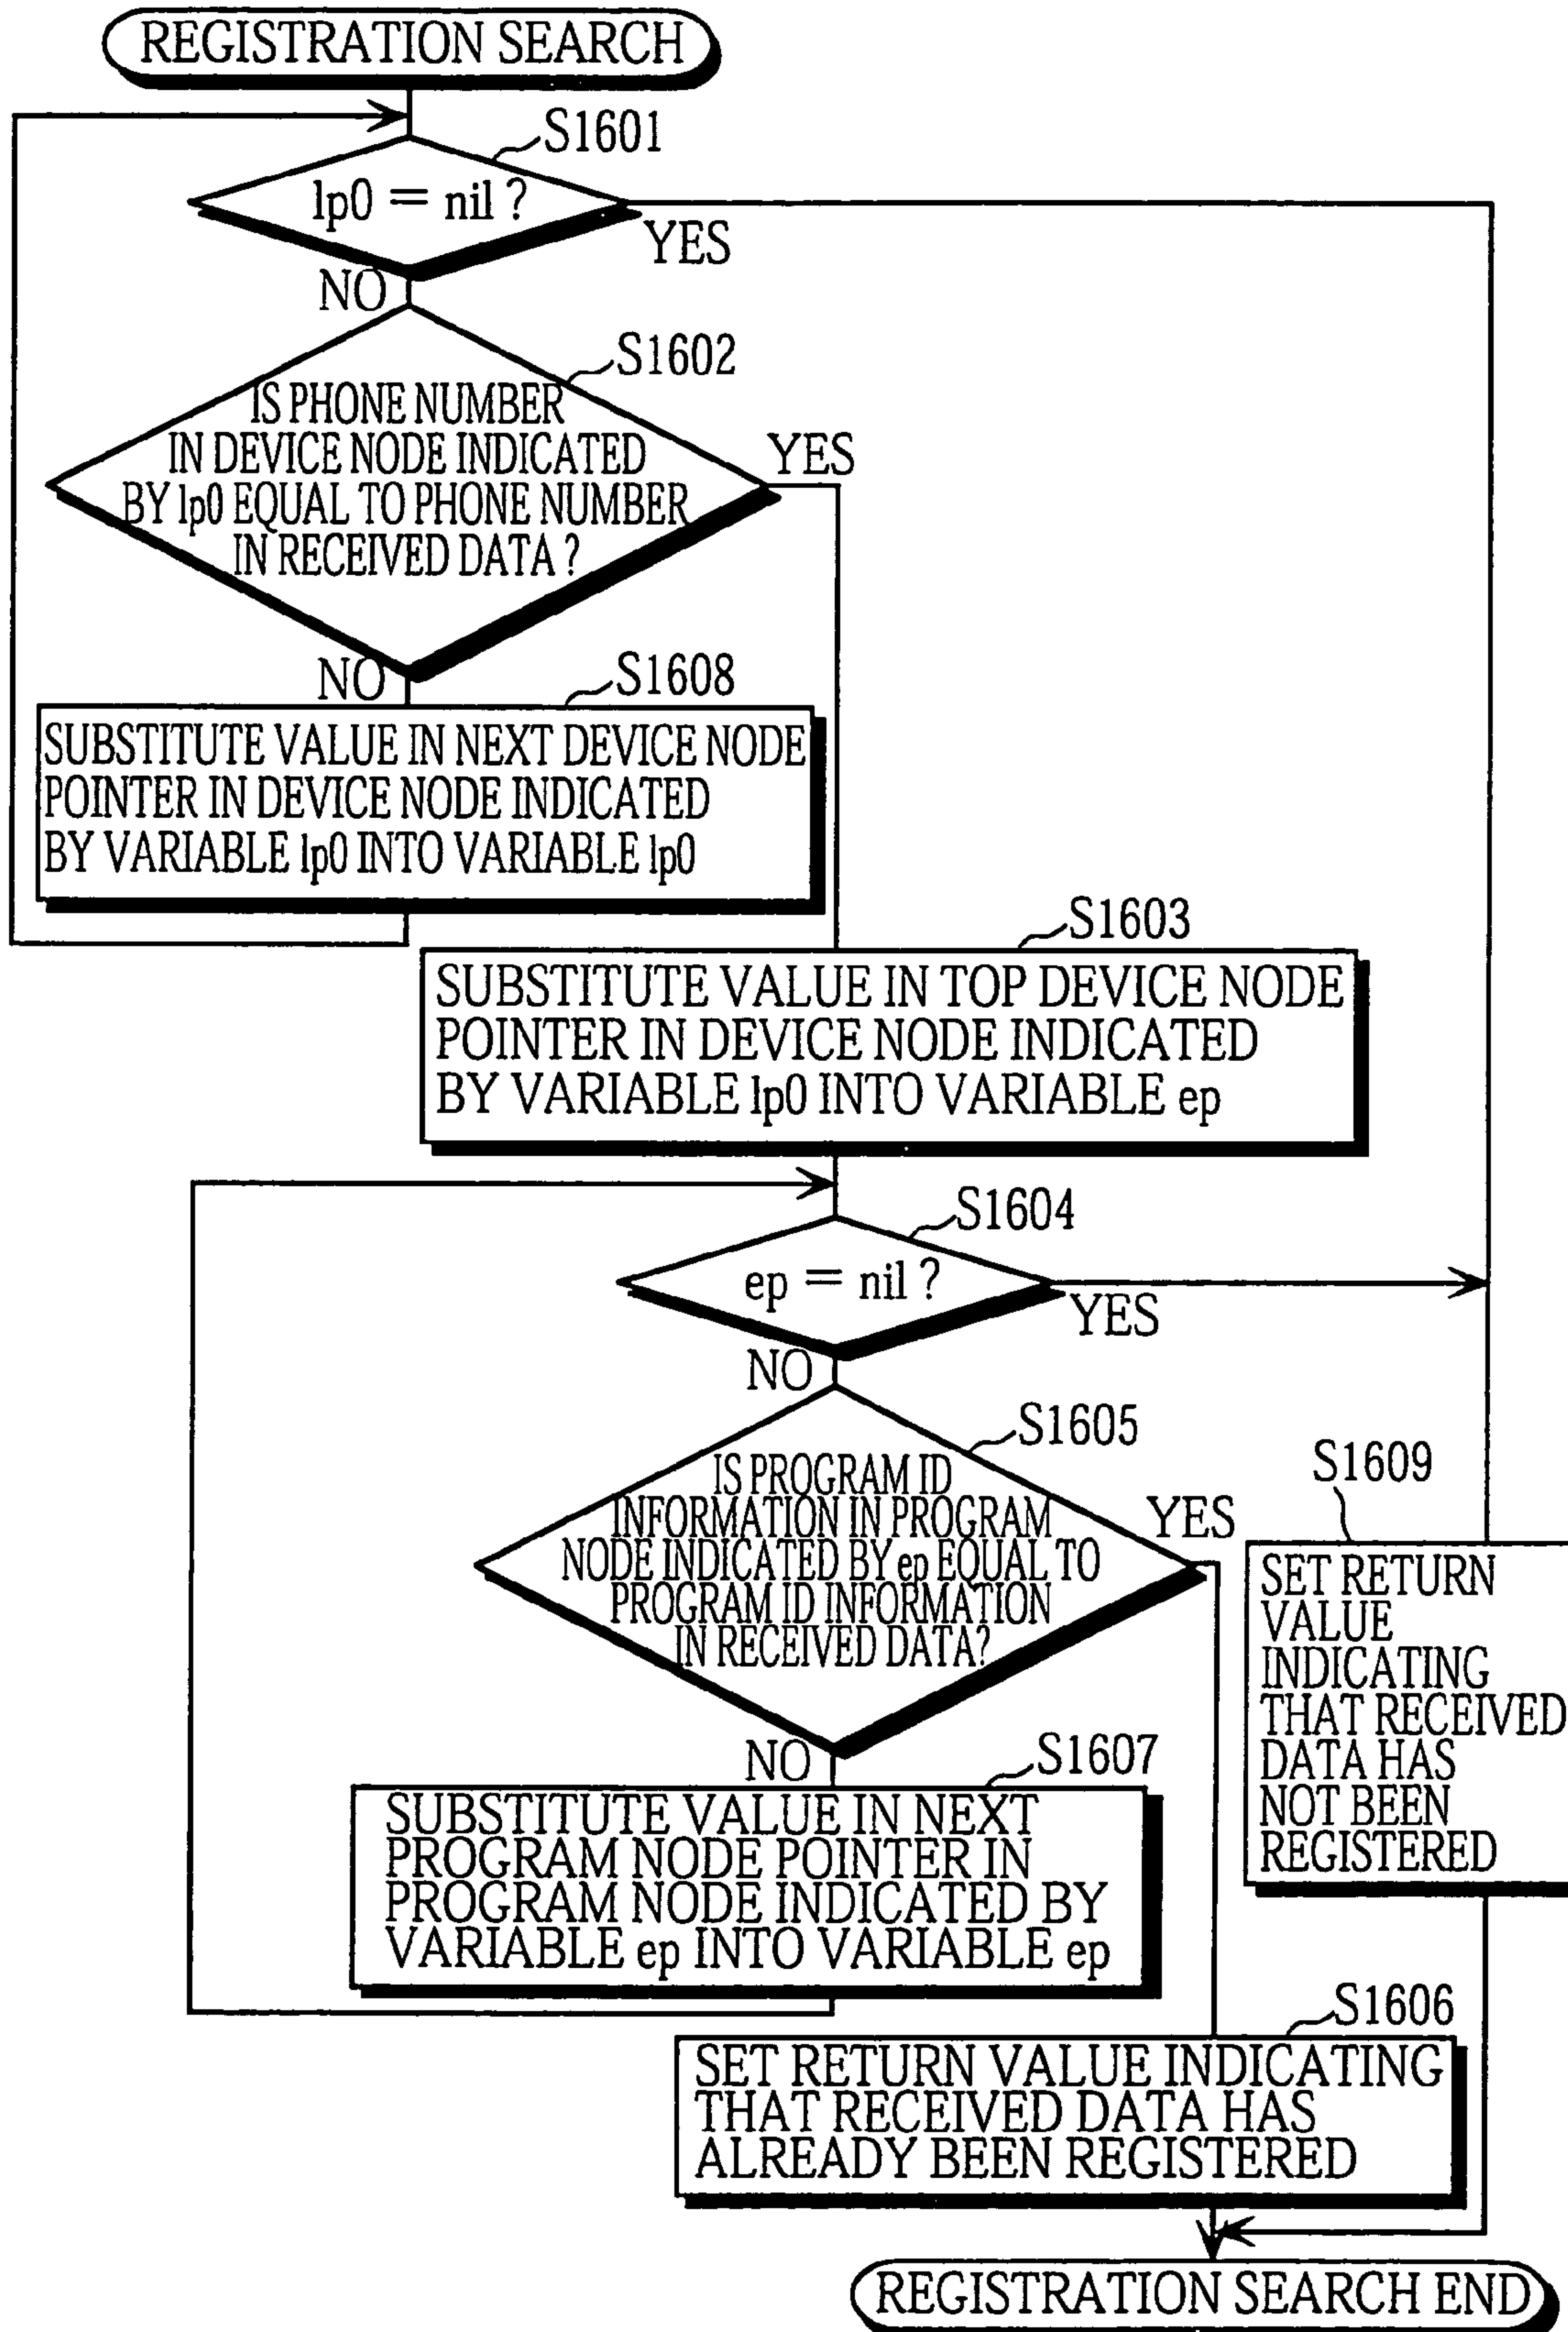 REGISTRATION SEARCH
S1601
lp0 = nil ?
YES
NO
S1602
IS PHONE NUMBER
IN DEVICE NODE INDICATED
BY lp0 EQUAL TO PHONE NUMBER
IN RECEIVED DATA ?
YES
NO
S1608
SUBSTITUTE VALUE IN NEXT DEVICE NODE
POINTER IN DEVICE NODE INDICATED
BY VARIABLE lp0 INTO VARIABLE lp0
S1603
SUBSTITUTE VALUE IN TOP DEVICE NODE
POINTER IN DEVICE NODE INDICATED
BY VARIABLE lp0 INTO VARIABLE ep
S1604
ep = nil ?
YES
NO
S1605
IS PROGRAM ID
INFORMATION IN PROGRAM
NODE INDICATED BY ep EQUAL TO
PROGRAM ID INFORMATION
IN RECEIVED DATA?
YES
NO
S1609
SET RETURN
VALUE
INDICATING
THAT RECEIVED
DATA HAS
NOT BEEN
REGISTERED
S1607
SUBSTITUTE VALUE IN NEXT
PROGRAM NODE POINTER IN
PROGRAM NODE INDICATED BY
VARIABLE ep INTO VARIABLE ep
S1606
SET RETURN VALUE INDICATING
THAT RECEIVED DATA HAS
ALREADY BEEN REGISTERED
REGISTRATION SEARCH END